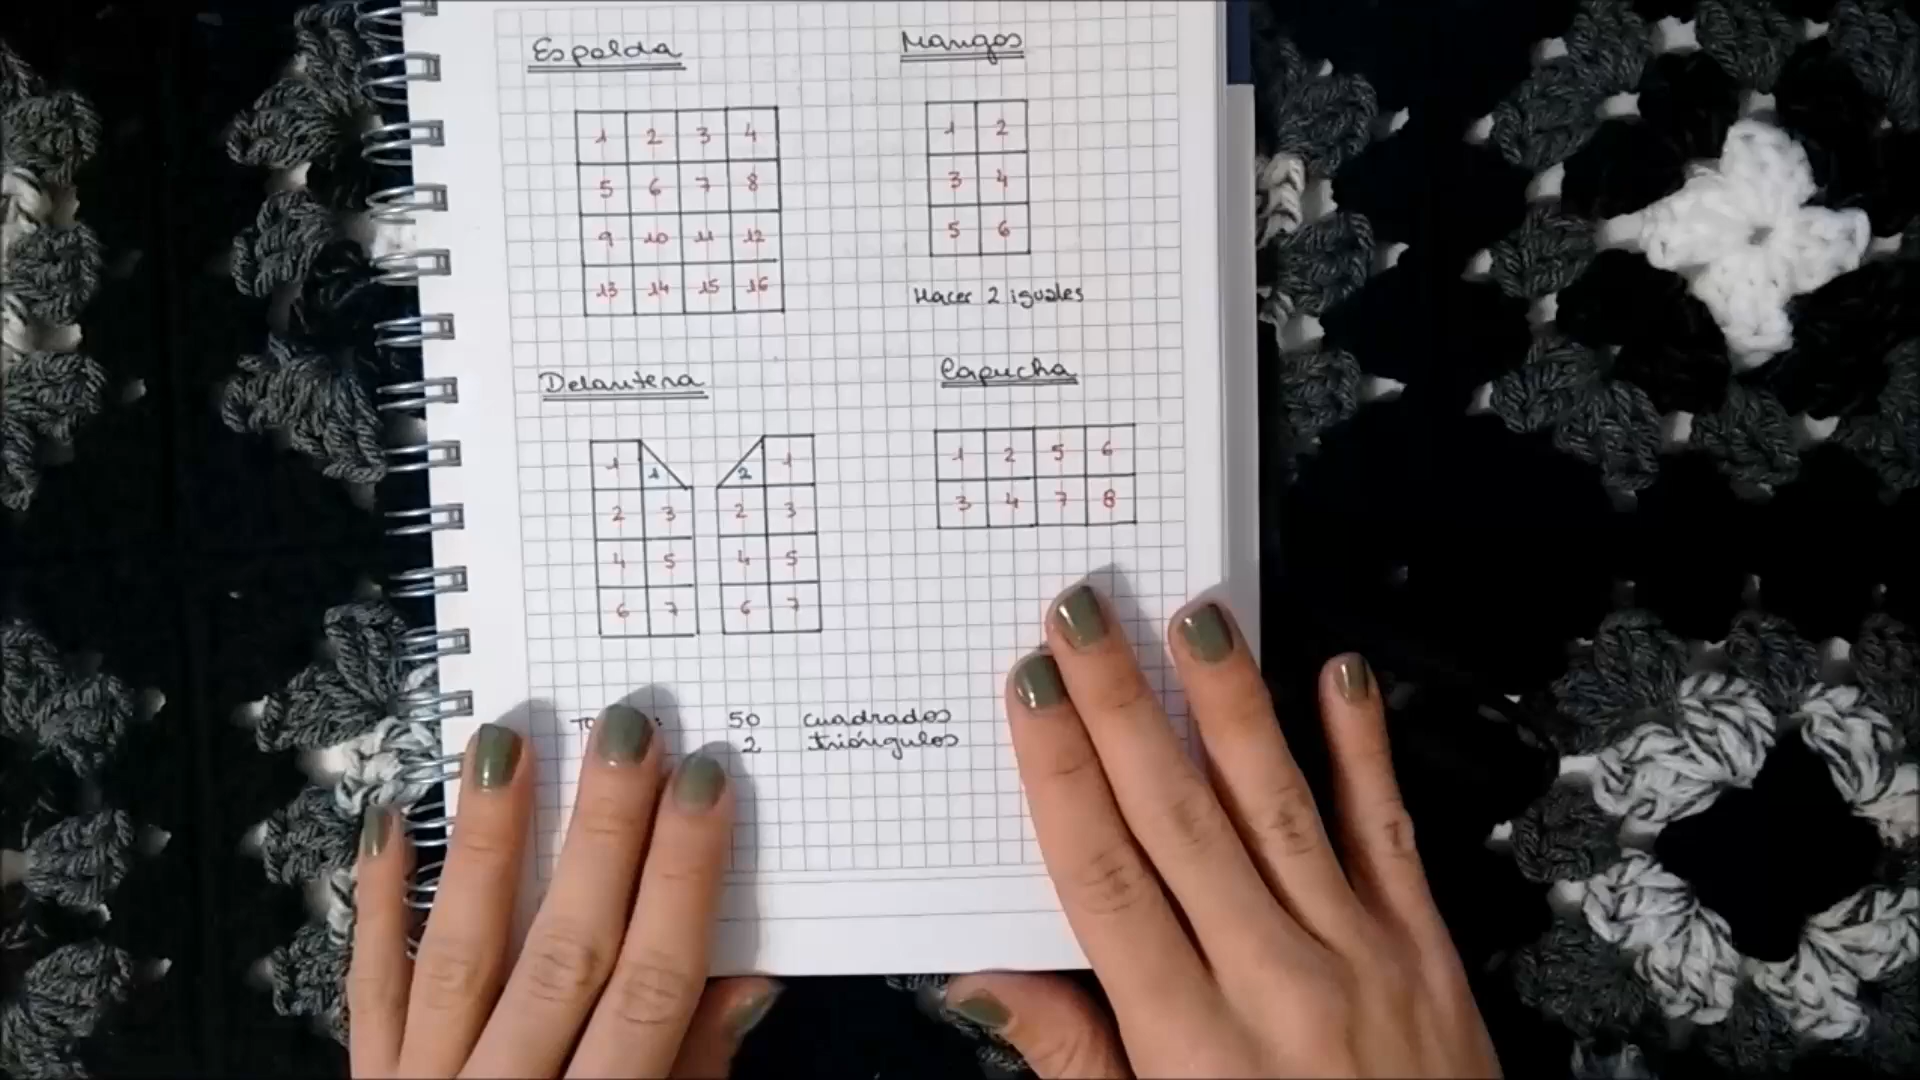 Espalda
1 2 3 4
5 6 7 8
9 10 11 12
13 14 15 16
Mangas
1 2
3 4
5 6
Hacer 2 iguales
Delantera
1 1
2 3
4 5
6 7
2 1
2 3
4 5
6 7
Capucha
1 2 5 6
3 4 7 8
50 cuadrados
2 triángulos